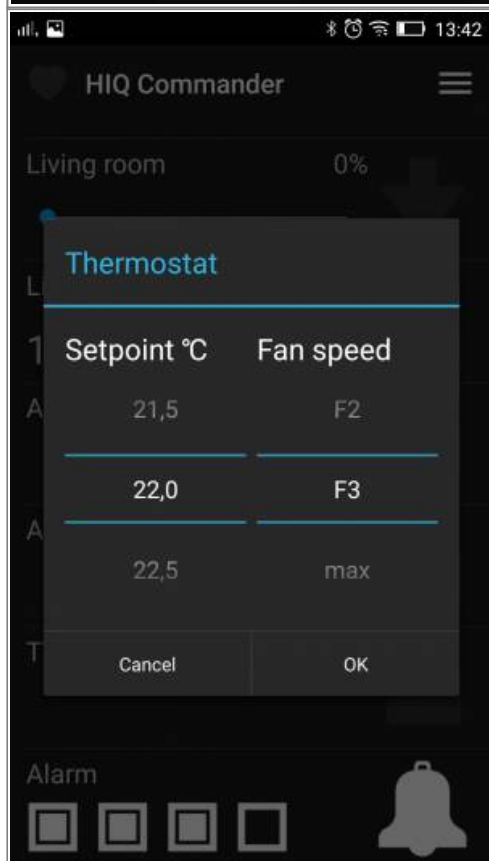 13:42
HIQ Commander
Living room 0%
L
Thermostat
1
Setpoint °C Fan speed
A
21,5 F2
22,0 F3
A
22,5 max
T
Cancel OK
Alarm